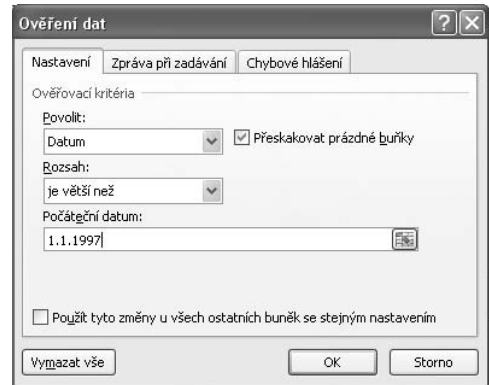 Ověření dat
Nastavení Zpráva při zadávání Chybové hlášení
Ověřovací kritéria
Povolit:
Datum Přeskakovat prázdné buňky
Rozsah:
je větší než
Počáteční datum:
1.1.1997
Použít tyto změny u všech ostatních buněk se stejným nastavením
Vymazat vše OK Storno